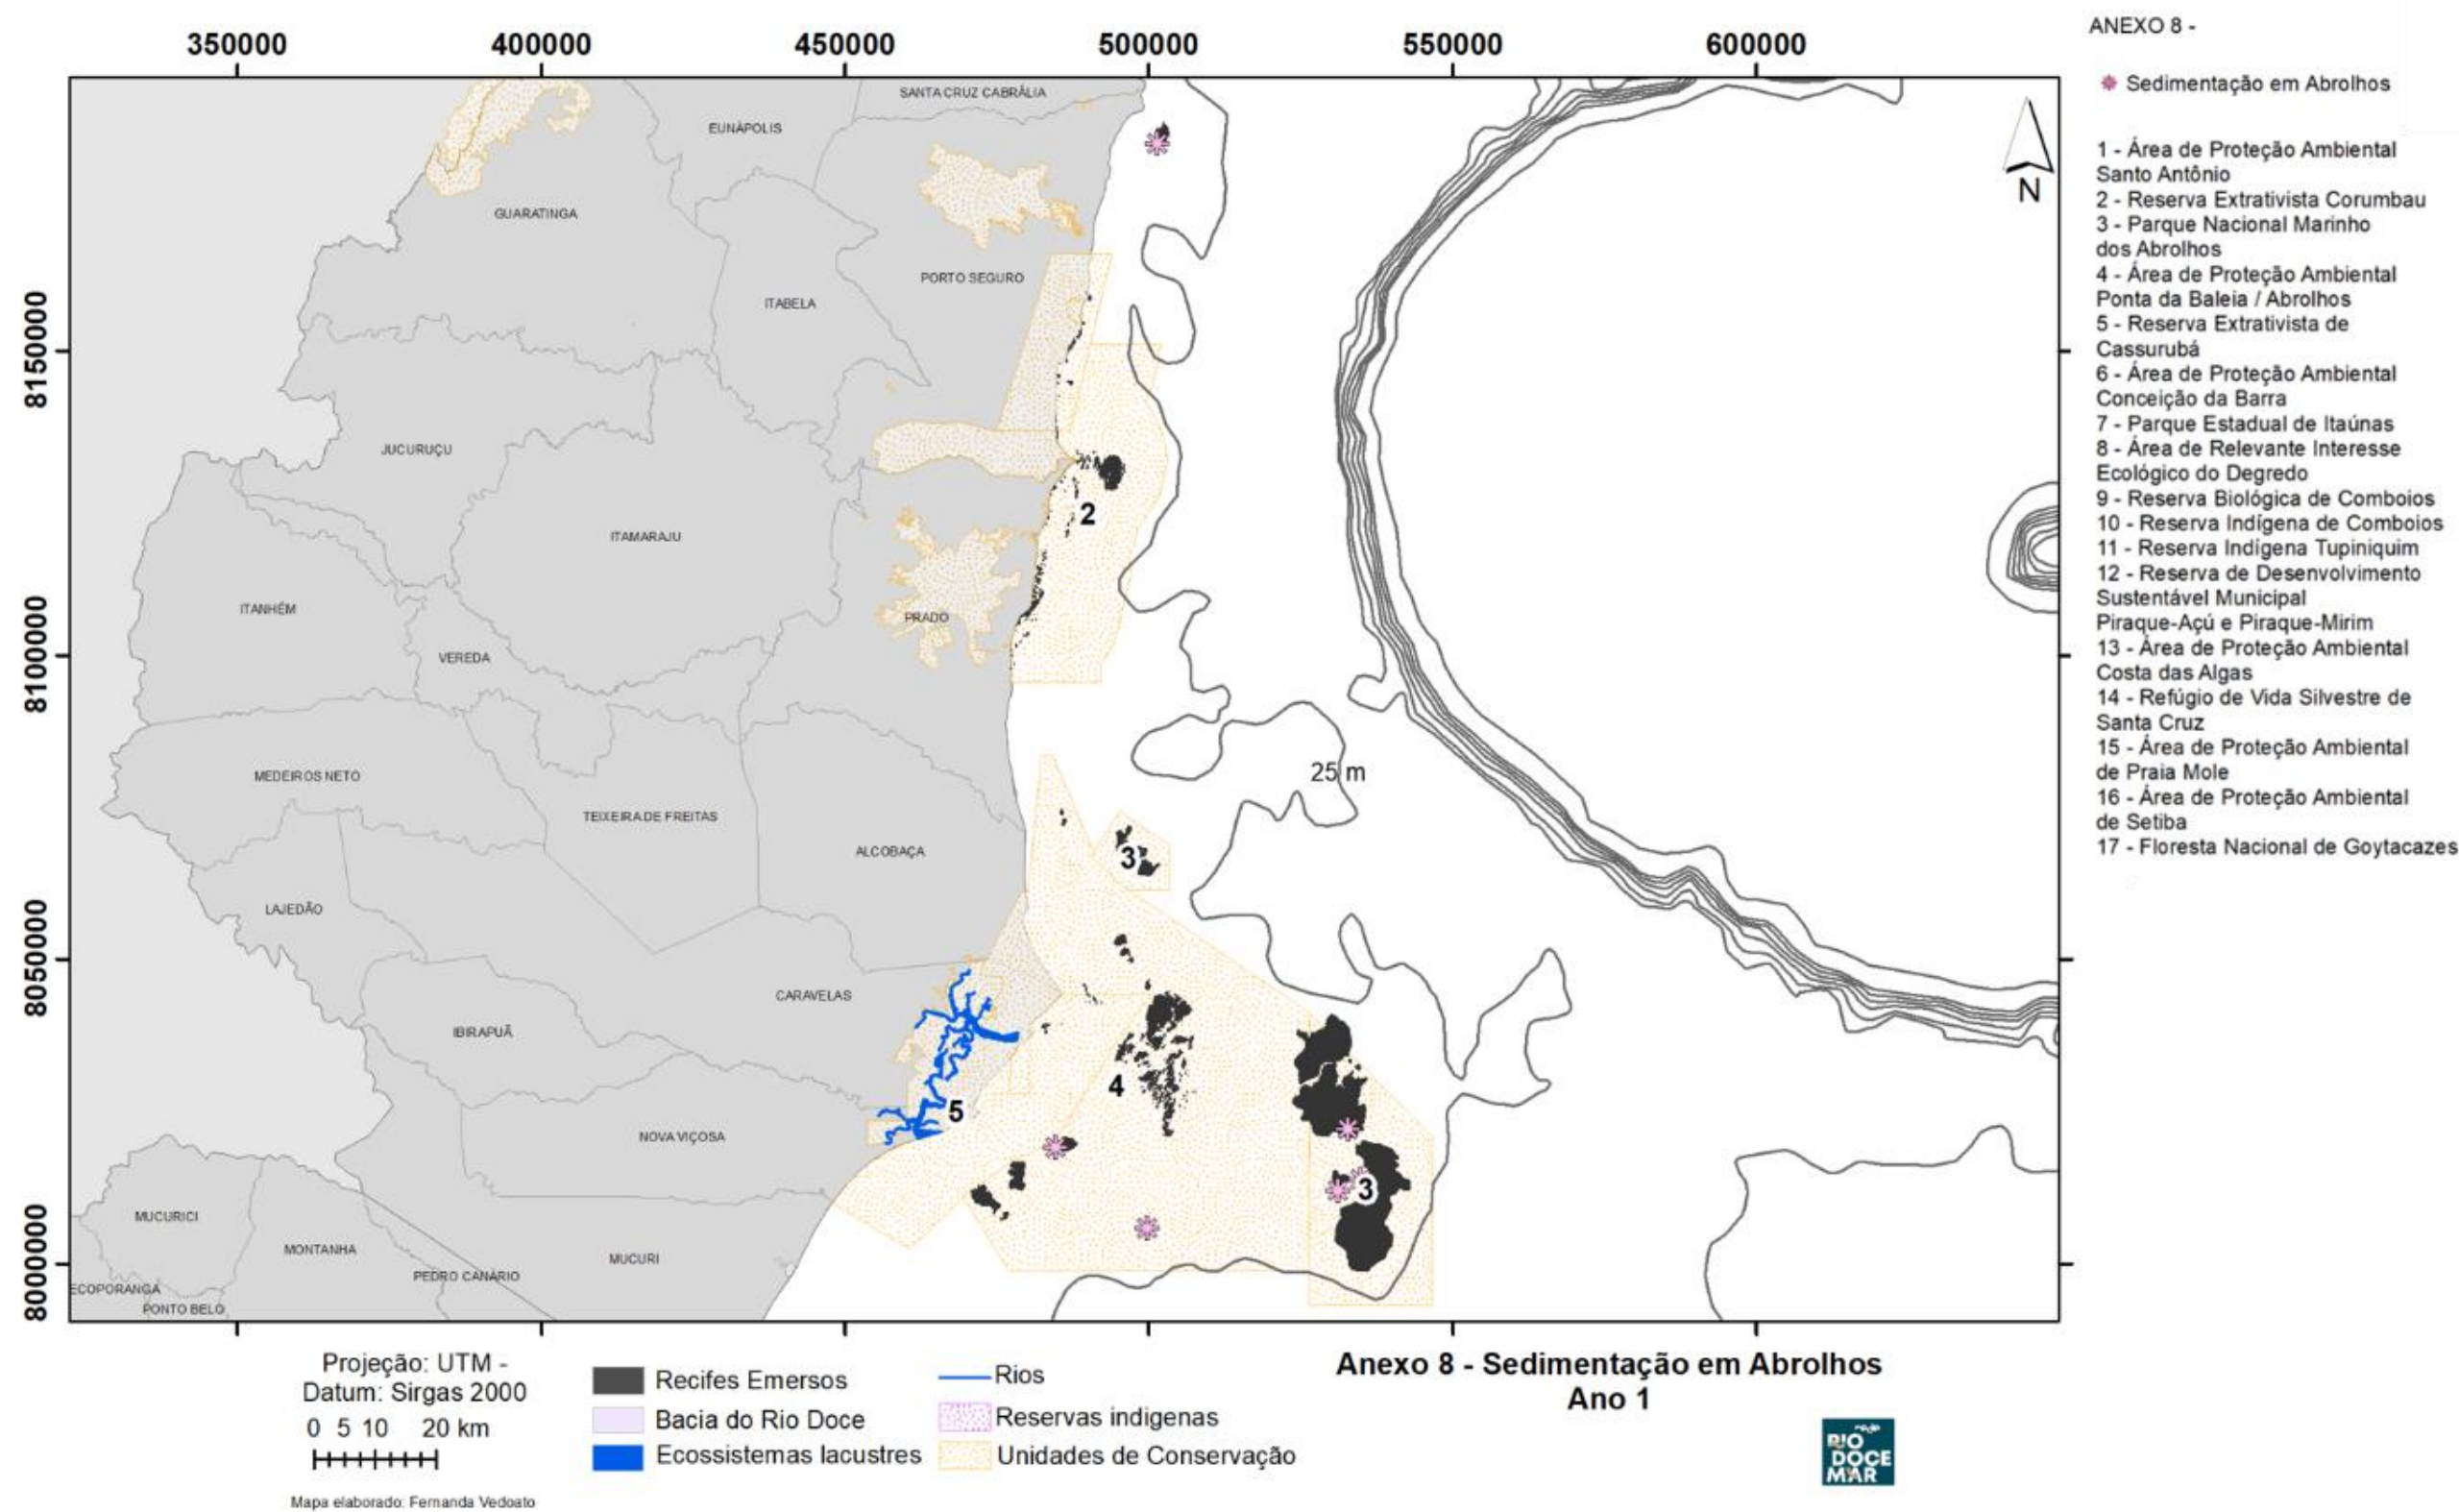 350000 400000 450000 500000 550000 600000
ANEXO 8 -
Sedimentação em Abrolhos
1 - Área de Proteção Ambiental
Santo Antônio
2 - Reserva Extrativista Corumbau
3 - Parque Nacional Marinho
dos Abrolhos
4 - Área de Proteção Ambiental
Ponta da Baleia / Abrolhos
5 - Reserva Extrativista de
Cassurubá
6 - Área de Proteção Ambiental
Conceição da Barra
7 - Parque Estadual de Itaúnas
8 - Área de Relevante Interesse
Ecológico do Degredo
9 - Reserva Biológica de Comboios
10 - Reserva Indígena de Comboios
11 - Reserva Indígena Tupiniquim
12 - Reserva de Desenvolvimento
Sustentável Municipal
Piraque-Açú e Piraque-Mirim
13 - Área de Proteção Ambiental
Costa das Algas
14 - Refúgio de Vida Silvestre de
Santa Cruz
15 - Área de Proteção Ambiental
de Praia Mole
16 - Área de Proteção Ambiental
de Setiba
17 - Floresta Nacional de Goytacazes
8150000
8100000
8050000
8000000
SANTA CRUZ CABRÁLIA
EUNÁPOLIS
GUARATINGA
PORTO SEGURO
ITABELA
JUCURUÇU
2
ITAMARAJU
ITANHÉM
PRADO
VEREDA
N
MEDEIROS NETO
25 m
TEIXEIRA DE FREITAS
ALCOBAÇA
3
LAJEDÃO
CARAVELAS
IBIRAPUÃ
4
5
NOVA VIÇOSA
3
MUCURICI
MONTANHA
MUCURI
PEDRO CANÁRIO
ECOPORANGA
PONTO BELO
Projeção: UTM -
Datum: Sirgas 2000
0 5 10 20 km
Mapa elaborado: Fernanda Vedoato
Recifes Emersos
Bacia do Rio Doce
Ecossistemas lacustres
Rios
Reservas indigenas
Unidades de Conservação
Anexo 8 - Sedimentação em Abrolhos
Ano 1
RIO
DOCE
MAR